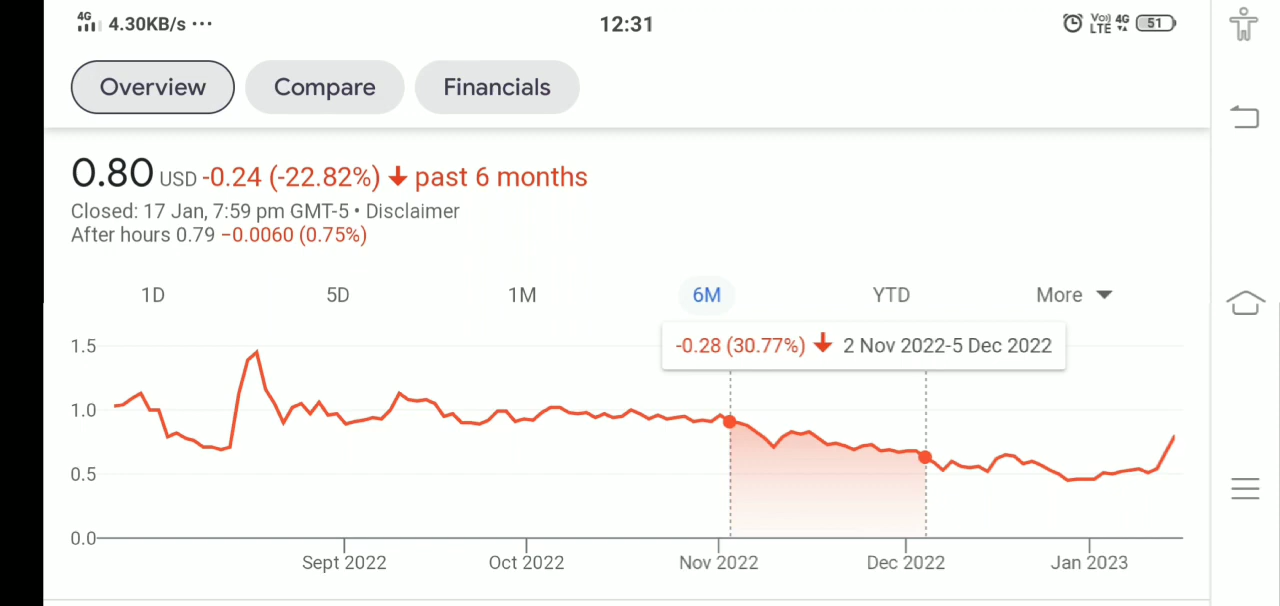 4G 4.30KB/s ··· 12:31 Vo) LTE 4G 51
Overview Compare Financials
0.80 USD -0.24 (-22.82%) ↓ past 6 months
Closed: 17 Jan, 7:59 pm GMT-5 • Disclaimer
After hours 0.79 −0.0060 (0.75%)
1D 5D 1M 6M YTD More
-0.28 (30.77%) ↓ 2 Nov 2022-5 Dec 2022
1.5
1.0
0.5
0.0
Sept 2022 Oct 2022 Nov 2022 Dec 2022 Jan 2023